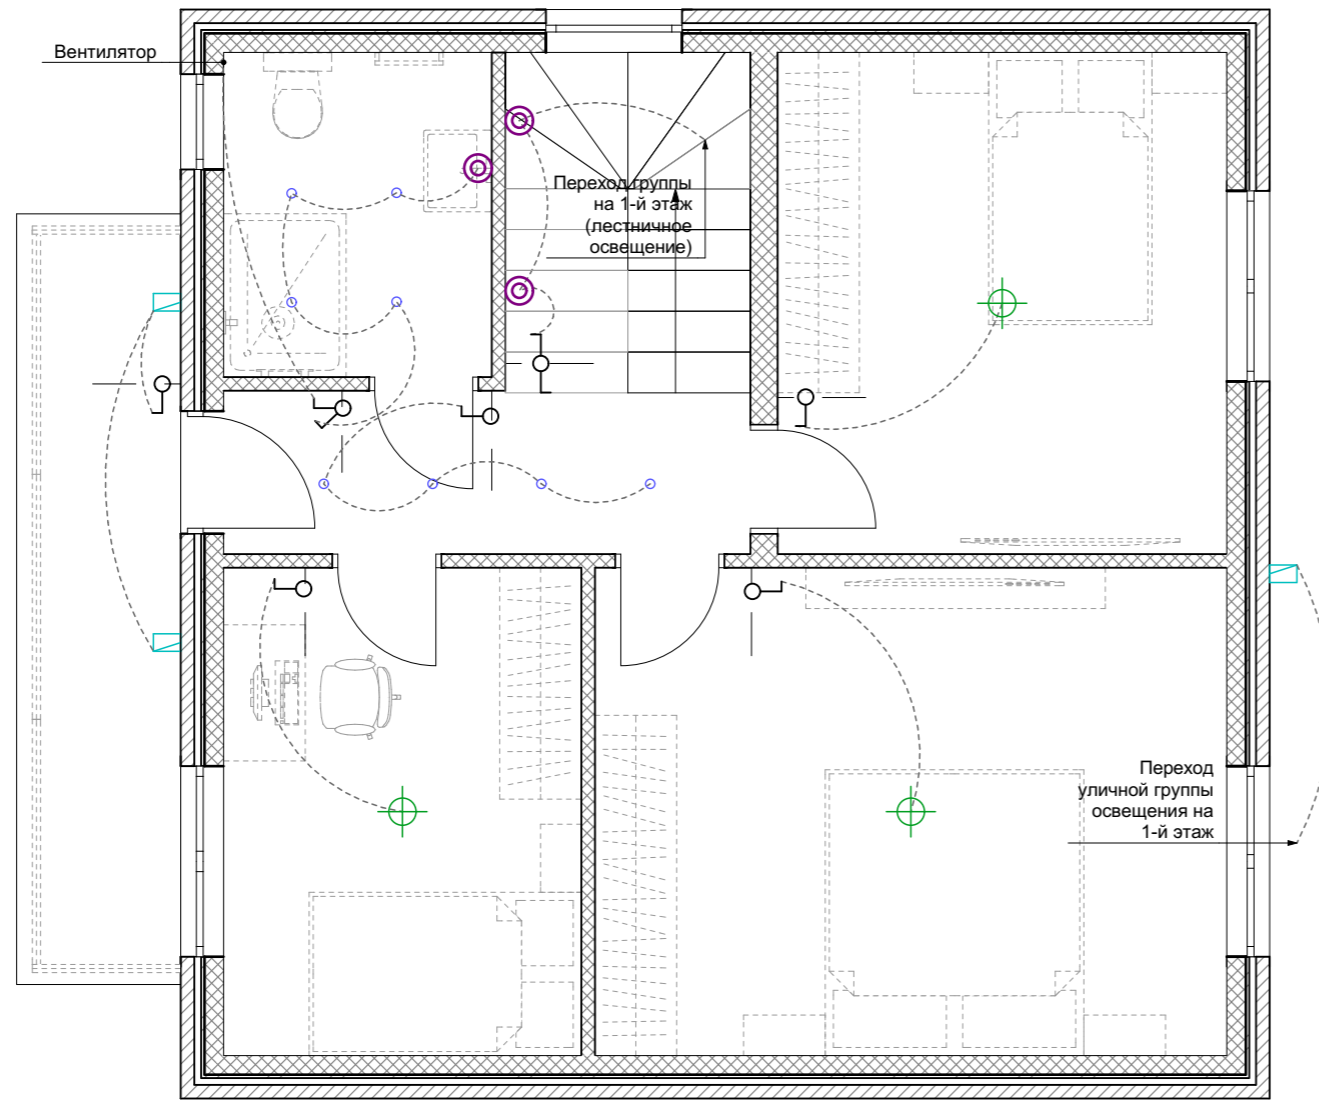 Вентилятор
Переход группы
на 1-й этаж
(лестничное
освещение)
Переход
уличной группы
освещения на
1-й этаж